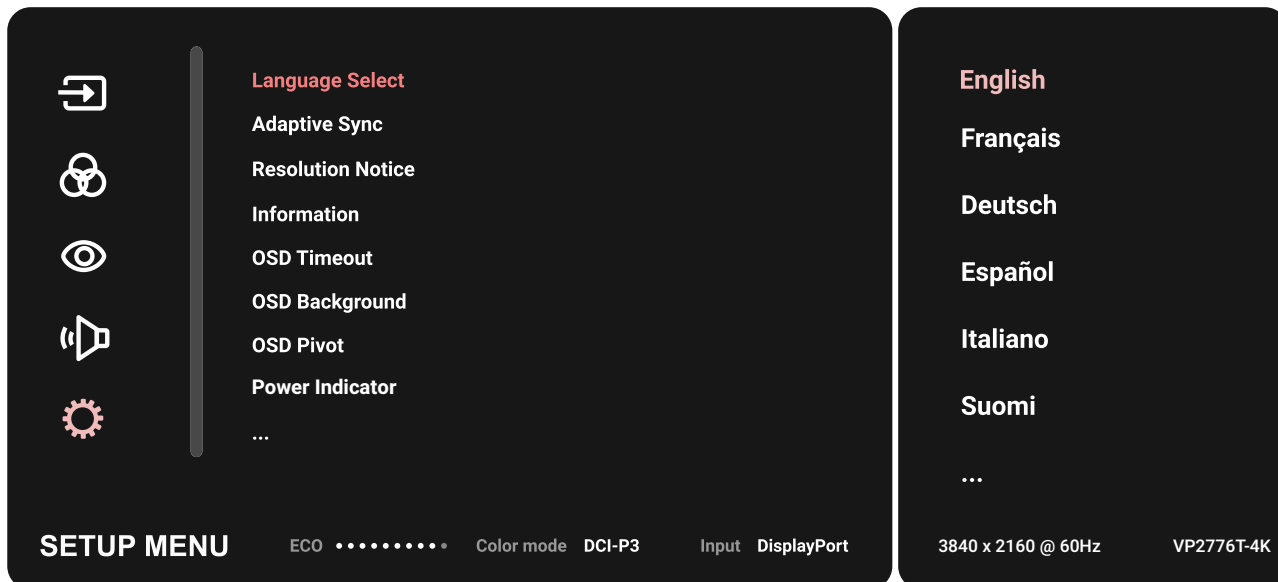 Language Select
Adaptive Sync
Resolution Notice
Information
OSD Timeout
OSD Background
OSD Pivot
Power Indicator
...
SETUP MENU ECO Color mode DCI-P3 Input DisplayPort
English
Français
Deutsch
Español
Italiano
Suomi
...
3840 x 2160 @ 60Hz VP2776T-4K